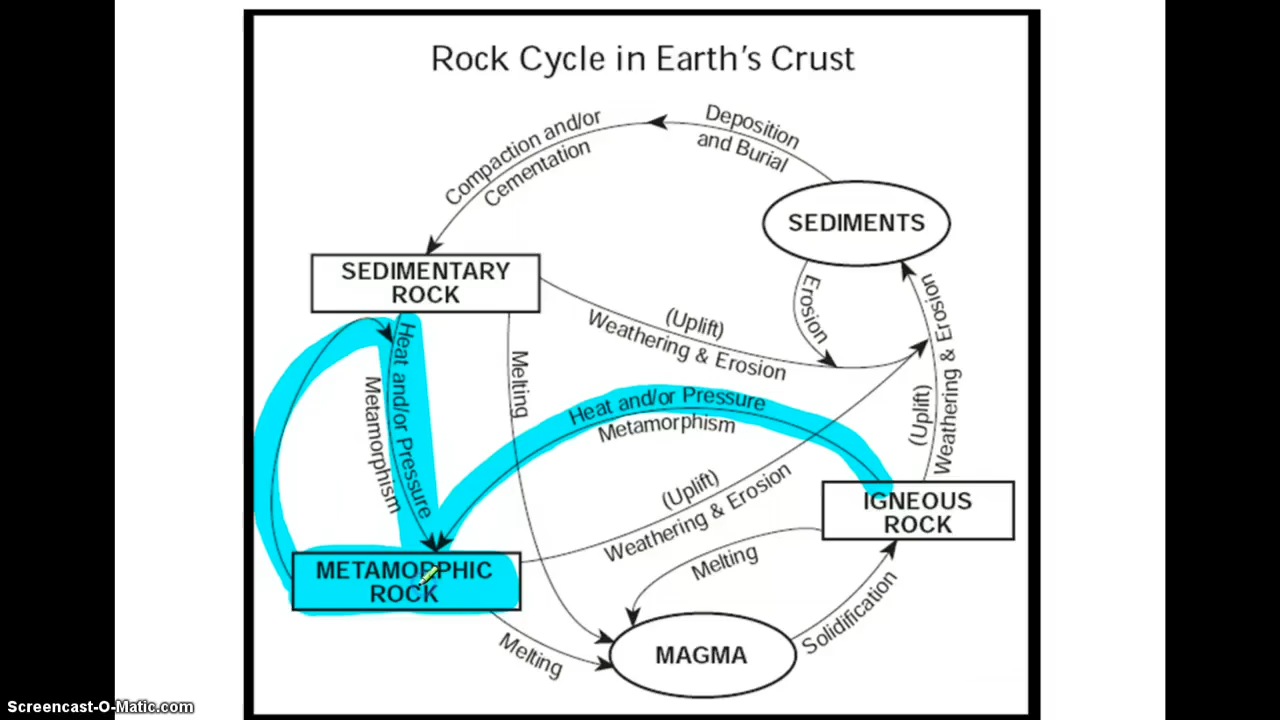 Rock Cycle in Earth's Crust
Deposition
and Burial
Compaction and/or
Cementation
SEDIMENTS
SEDIMENTARY
ROCK
Erosion
(Uplift)
Weathering & Erosion
(Uplift)
Weathering & Erosion
Melting
Heat and/or Pressure
Metamorphism
Heat and/or Pressure
Metamorphism
(Uplift)
Weathering & Erosion
IGNEOUS
ROCK
METAMORPHIC
ROCK
Melting
Melting
Solidification
MAGMA
Screencast-O-Matic.com